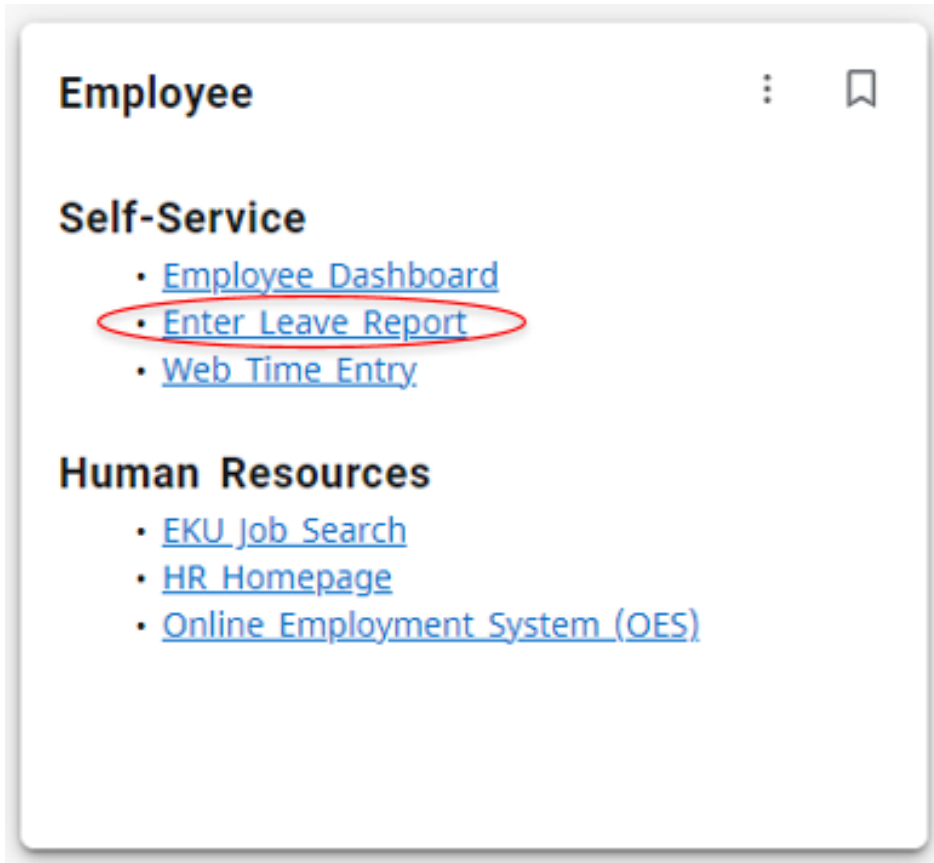 Employee
Self-Service
• Employee Dashboard
• Enter Leave Report
• Web Time Entry
Human Resources
• EKU Job Search
• HR Homepage
• Online Employment System (OES)